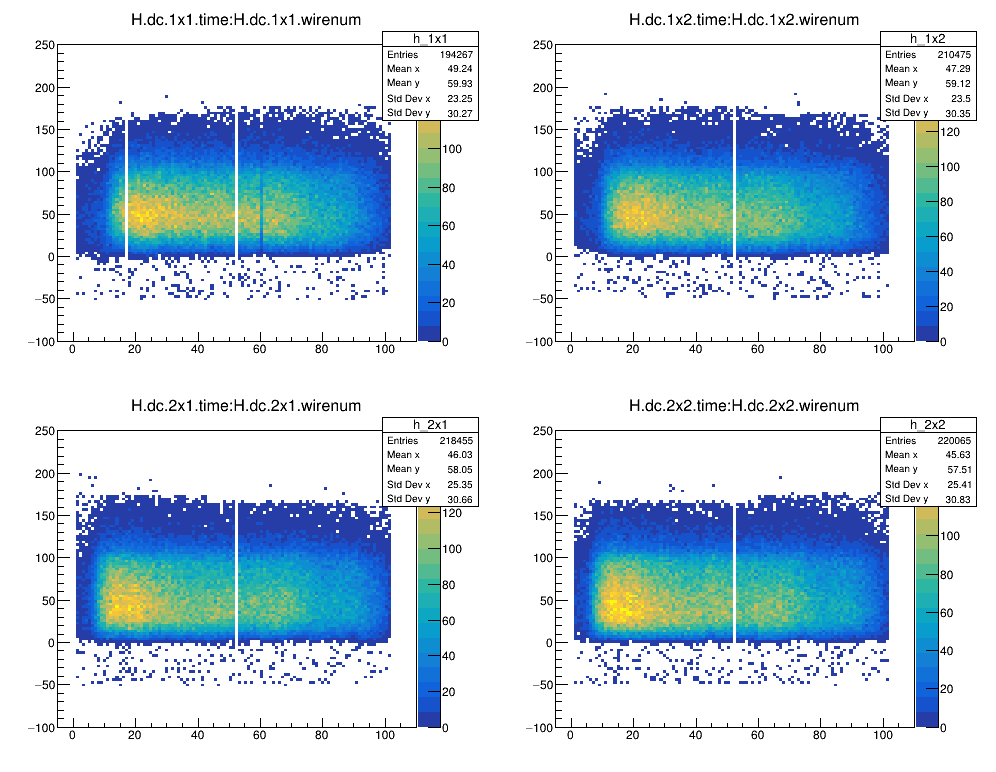 H.dc.1x1.time:H.dc.1x1.wirenum
h_1x1
Entries 194267
Mean x 49.24
Mean y 59.93
Std Dev x 23.25
Std Dev y 30.27
250
200
150
100
50
0
−50
−100
0 20 40 60 80 100
100
80
60
40
20
0
H.dc.1x2.time:H.dc.1x2.wirenum
h_1x2
Entries 210475
Mean x 47.29
Mean y 59.12
Std Dev x 23.5
Std Dev y 30.35
250
200
150
100
50
0
−50
−100
0 20 40 60 80 100
120
100
80
60
40
20
0
H.dc.2x1.time:H.dc.2x1.wirenum
h_2x1
Entries 218455
Mean x 46.03
Mean y 58.05
Std Dev x 25.35
Std Dev y 30.66
250
200
150
100
50
0
−50
−100
0 20 40 60 80 100
120
100
80
60
40
20
0
H.dc.2x2.time:H.dc.2x2.wirenum
h_2x2
Entries 220065
Mean x 45.63
Mean y 57.51
Std Dev x 25.41
Std Dev y 30.83
250
200
150
100
50
0
−50
−100
0 20 40 60 80 100
100
80
60
40
20
0